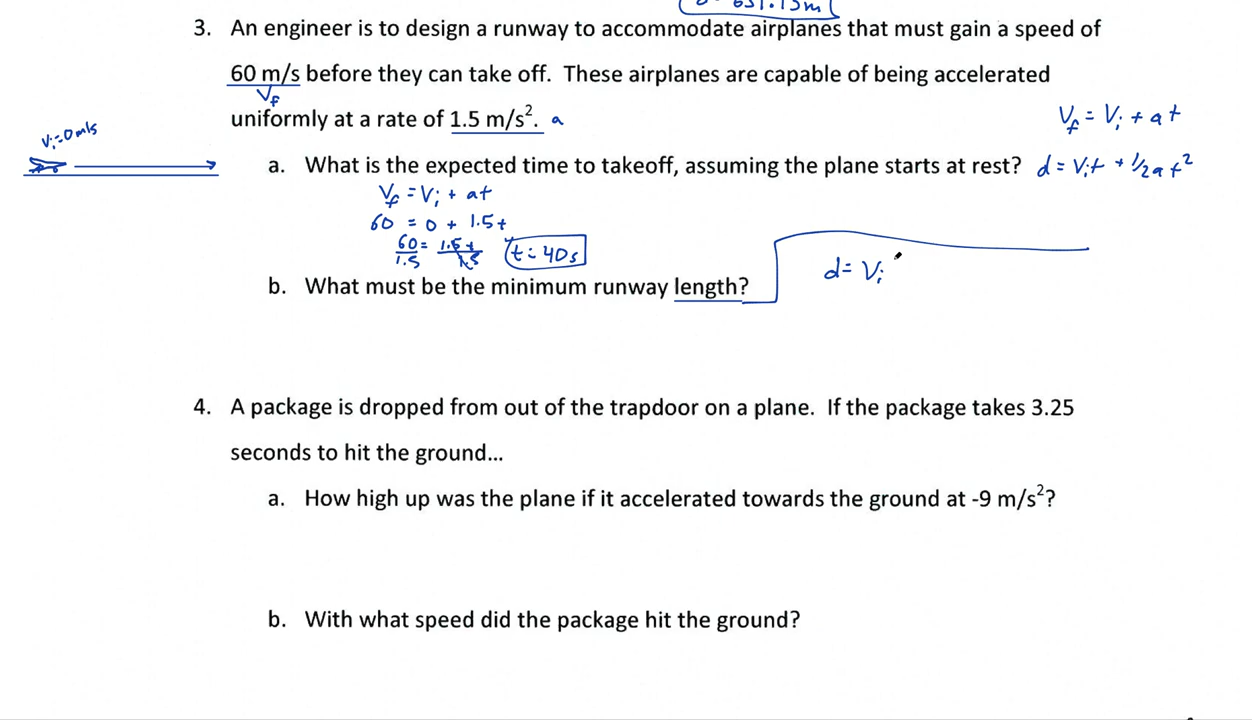 d= 631.13m
3. An engineer is to design a runway to accommodate airplanes that must gain a speed of
60 m/s before they can take off. These airplanes are capable of being accelerated
Vf
uniformly at a rate of 1.5 m/s². a
Vf = Vi + at
Vi=0m/s
a. What is the expected time to takeoff, assuming the plane starts at rest? d = Vit + 1/2at²
Vf = Vi + at
60 = 0 + 1.5t
60 = 1.5t
1.5 1.5
t= 40s
d= Vi
b. What must be the minimum runway length?
4. A package is dropped from out of the trapdoor on a plane. If the package takes 3.25
seconds to hit the ground...
a. How high up was the plane if it accelerated towards the ground at -9 m/s²?
b. With what speed did the package hit the ground?